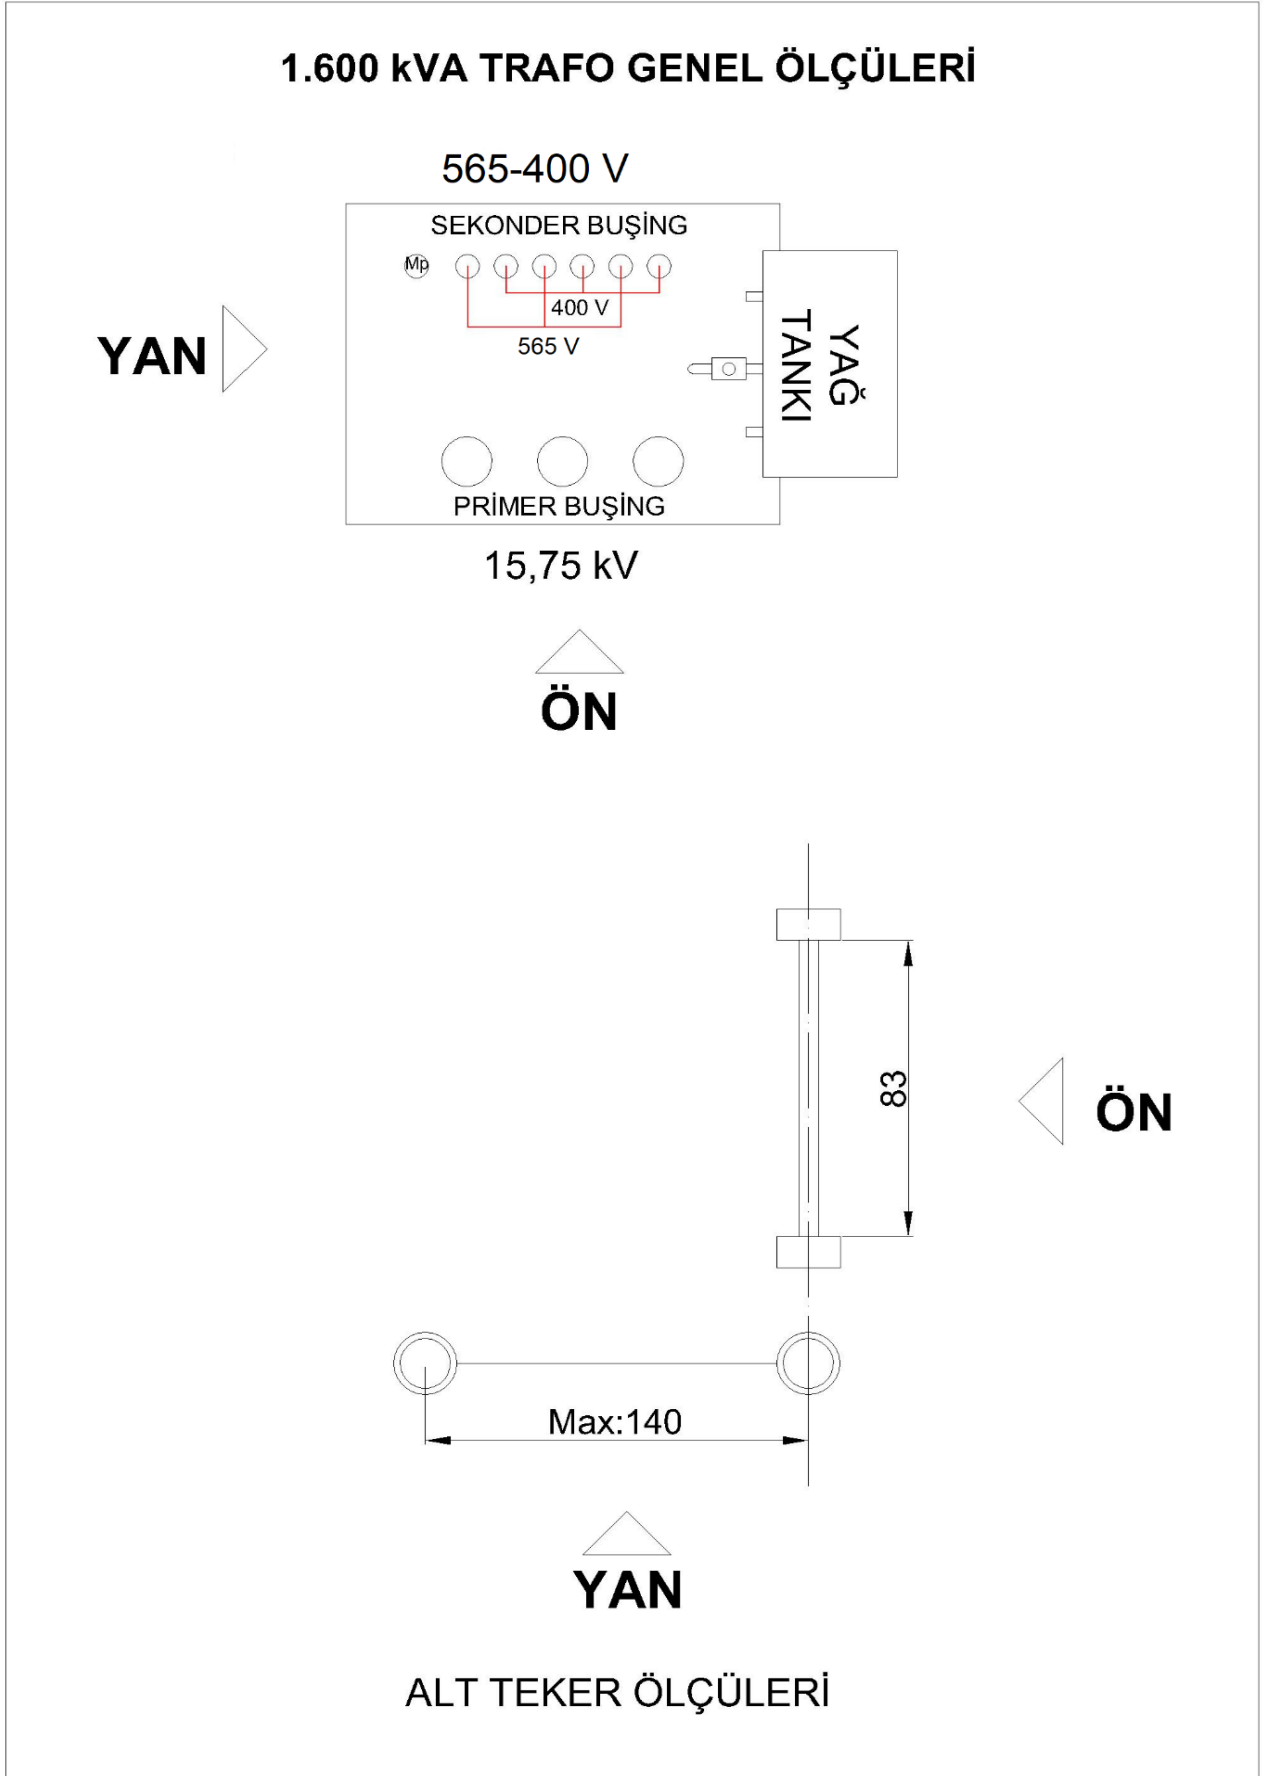 1.600 kVA TRAFO GENEL ÖLÇÜLERİ
565-400 V
SEKONDER BUŞİNG
Mp
400 V
565 V
YAN
YAĞ
TANKI
PRİMER BUŞİNG
15,75 kV
ÖN
83
ÖN
Max:140
YAN
ALT TEKER ÖLÇÜLERİ